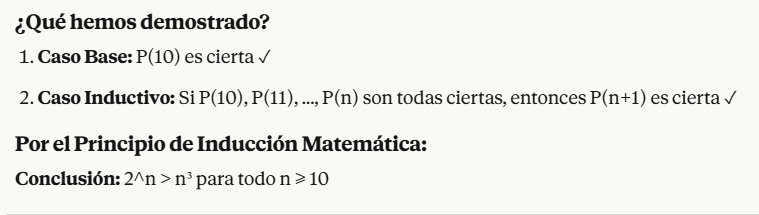 ¿Qué hemos demostrado?
1. Caso Base: P(10) es cierta ✓
2. Caso Inductivo: Si P(10), P(11), ..., P(n) son todas ciertas, entonces P(n+1) es cierta ✓
Por el Principio de Inducción Matemática:
Conclusión: 2^n > n³ para todo n ≥ 10